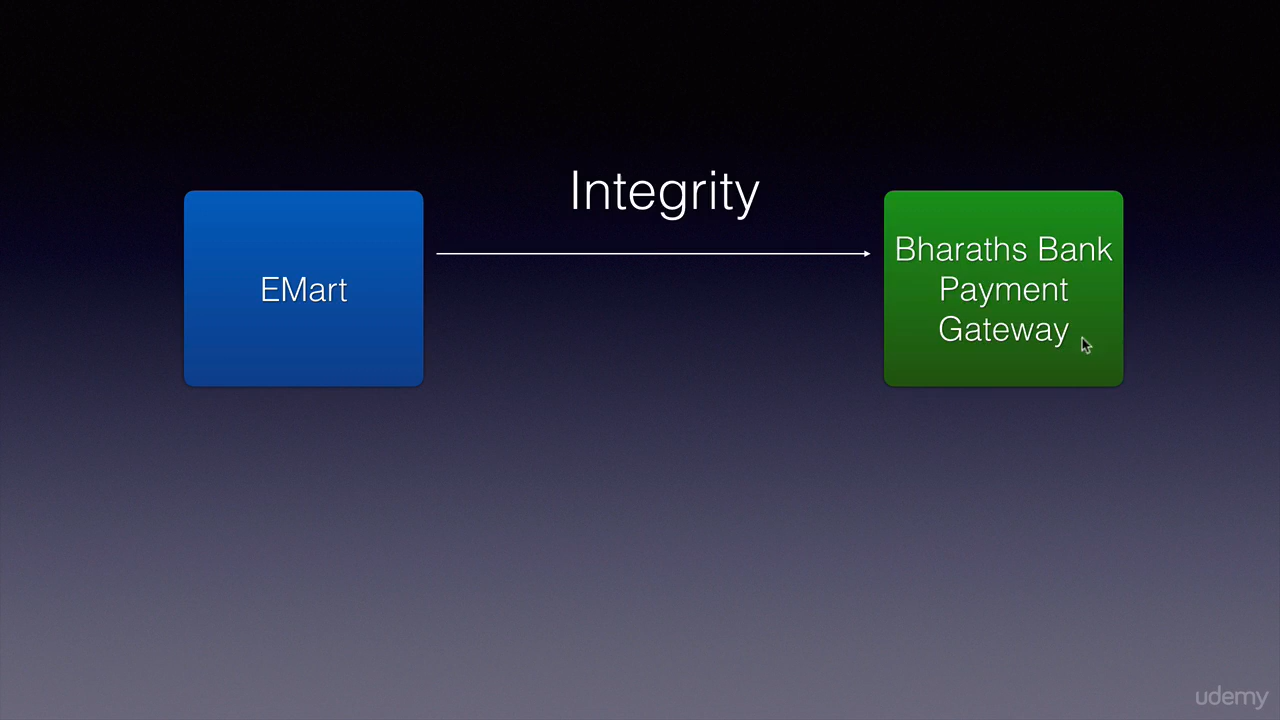 Integrity
EMart
Bharaths Bank
Payment
Gateway
udemy